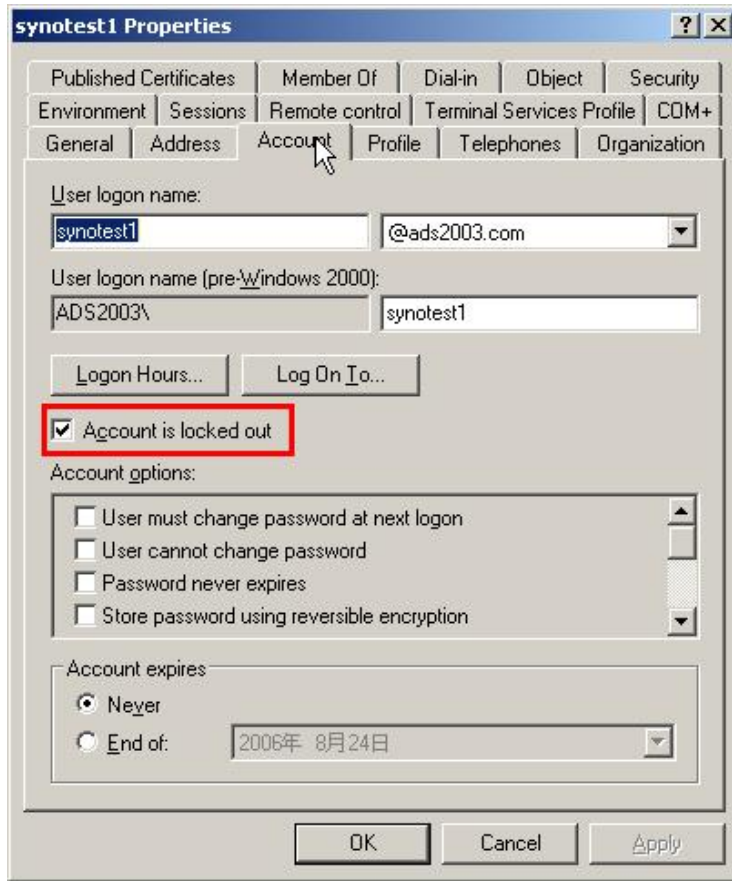 synotest1 Properties
Published Certificates Member Of Dial-in Object Security
Environment Sessions Remote control Terminal Services Profile COM+
General Address Account Profile Telephones Organization
User logon name:
synotest1 @ads2003.com
User logon name (pre-Windows 2000):
ADS2003\ synotest1
Logon Hours... Log On To...
Account is locked out
Account options:
User must change password at next logon
User cannot change password
Password never expires
Store password using reversible encryption
Account expires
Never
End of: 2006年 8月24日
OK Cancel Apply